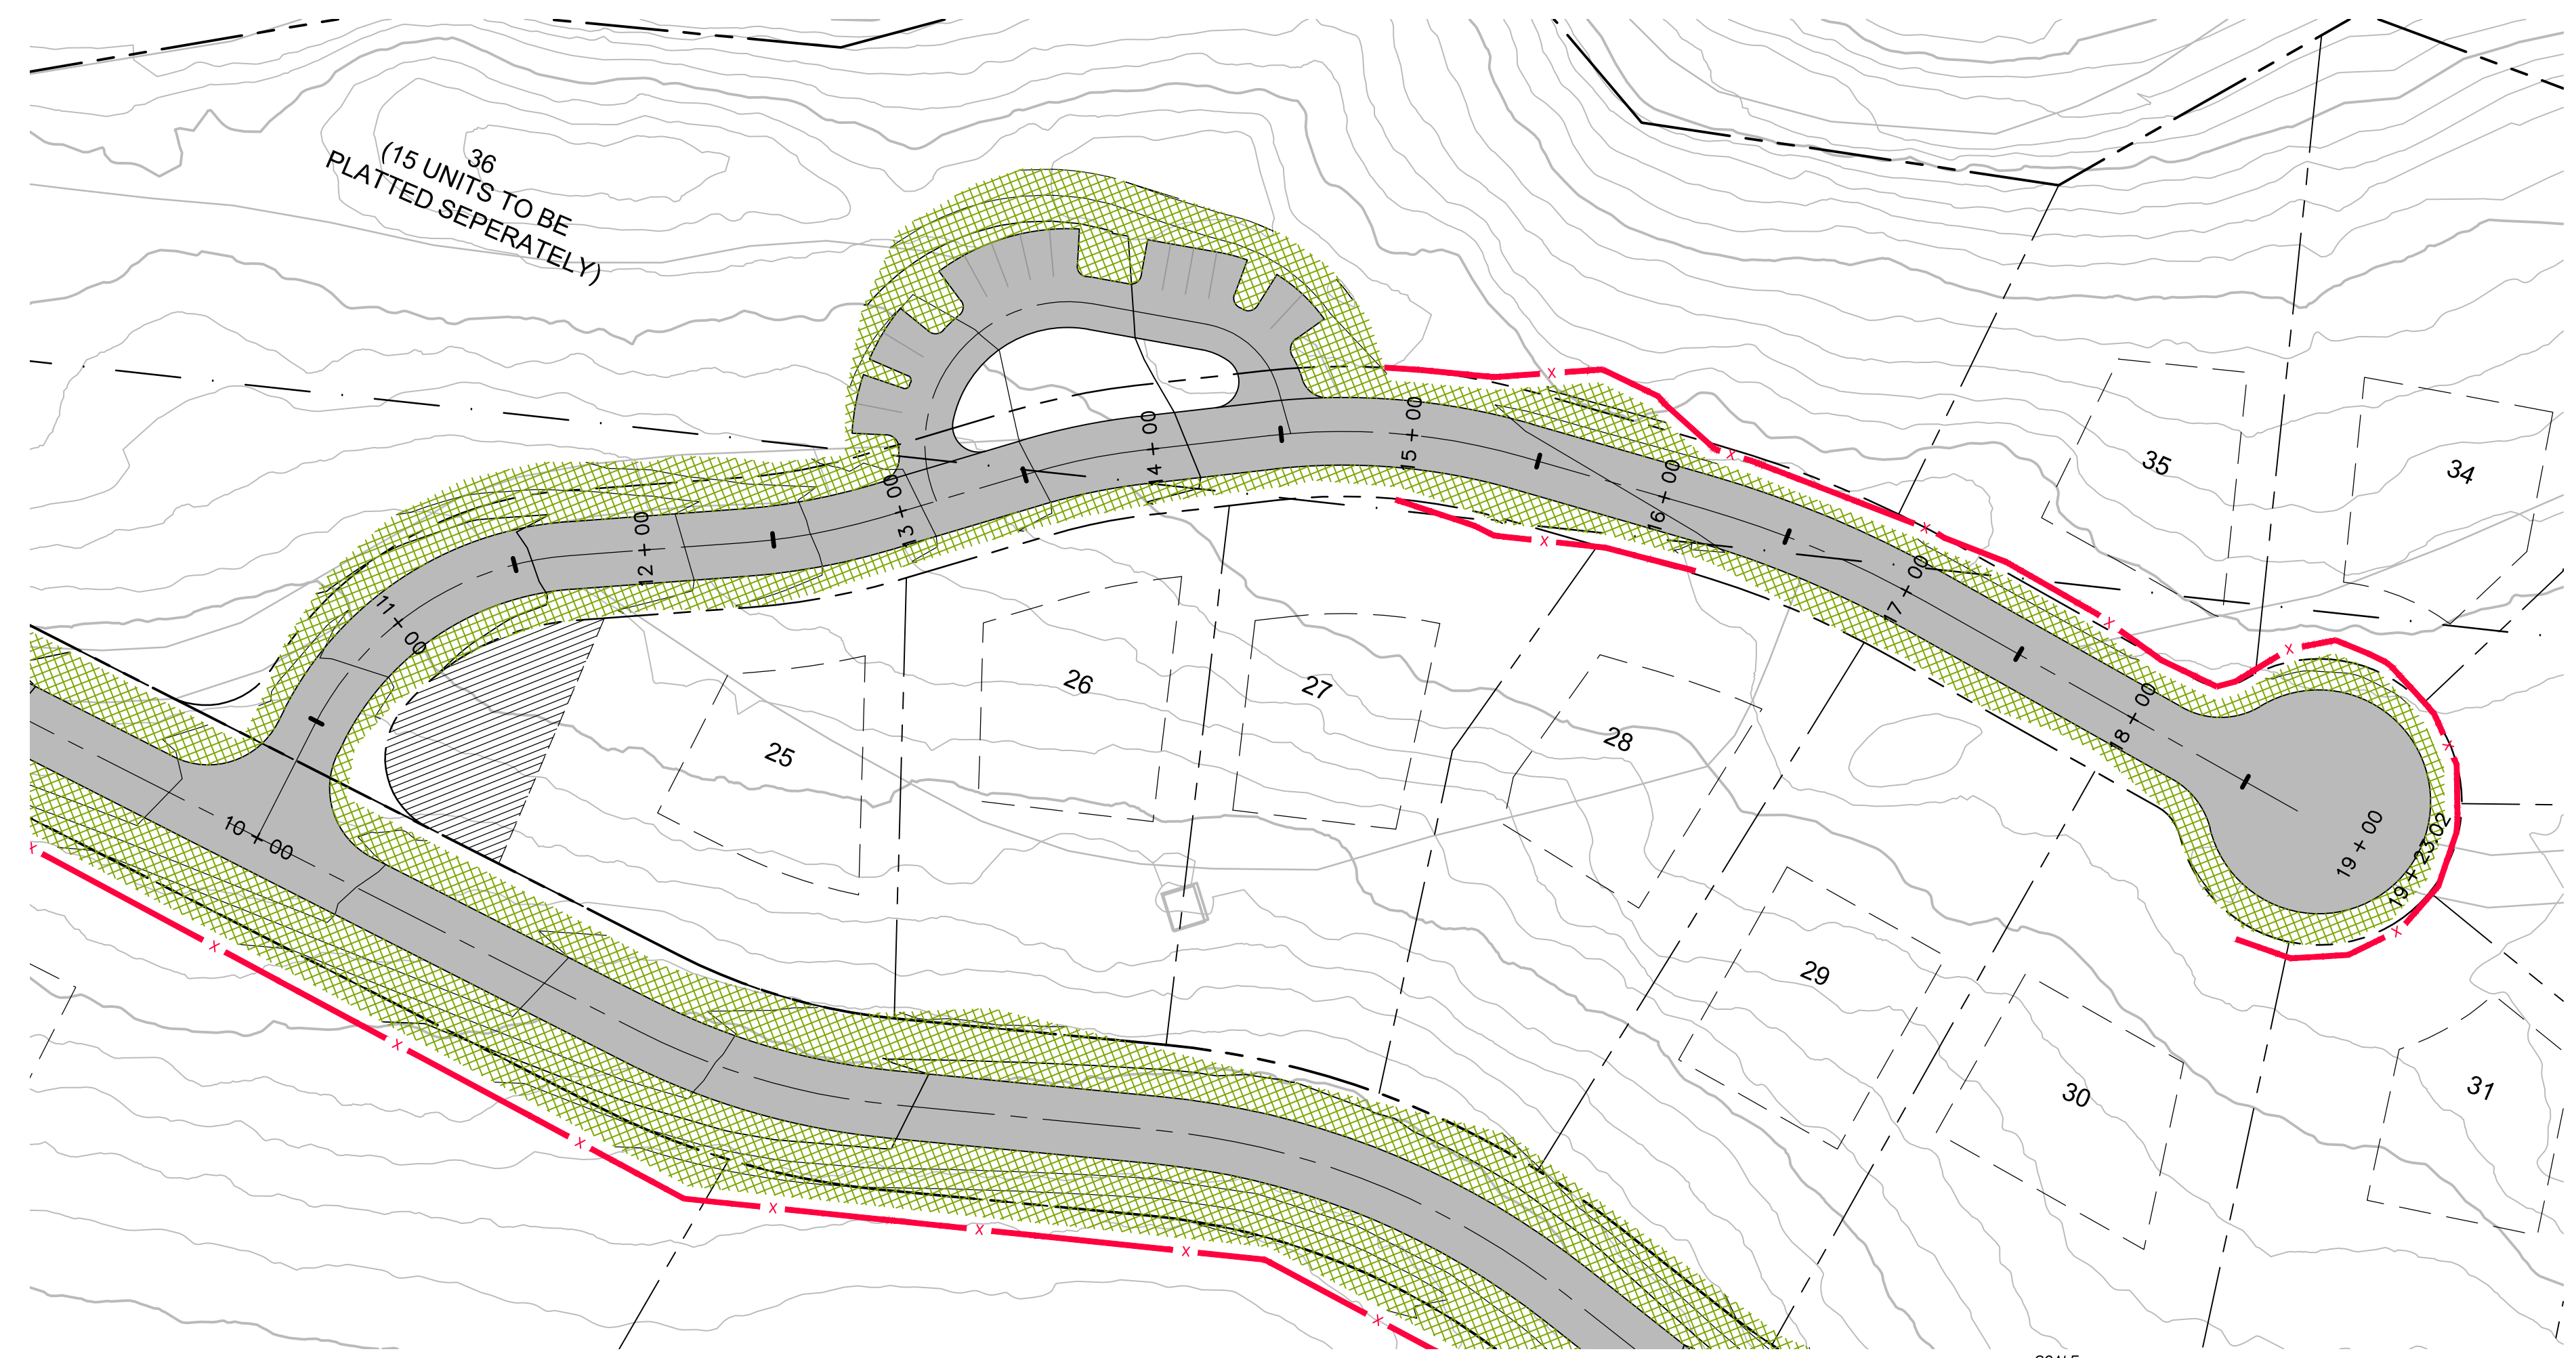 36
(15 UNITS TO BE
PLATTED SEPERATELY)
35
34
15 + 00
14 + 00
16 + 00
13 + 00
12 + 00
17 + 00
11 + 00
26
27
18 + 00
28
25
10 + 00
19 + 00
19 + 23.02
29
30
31